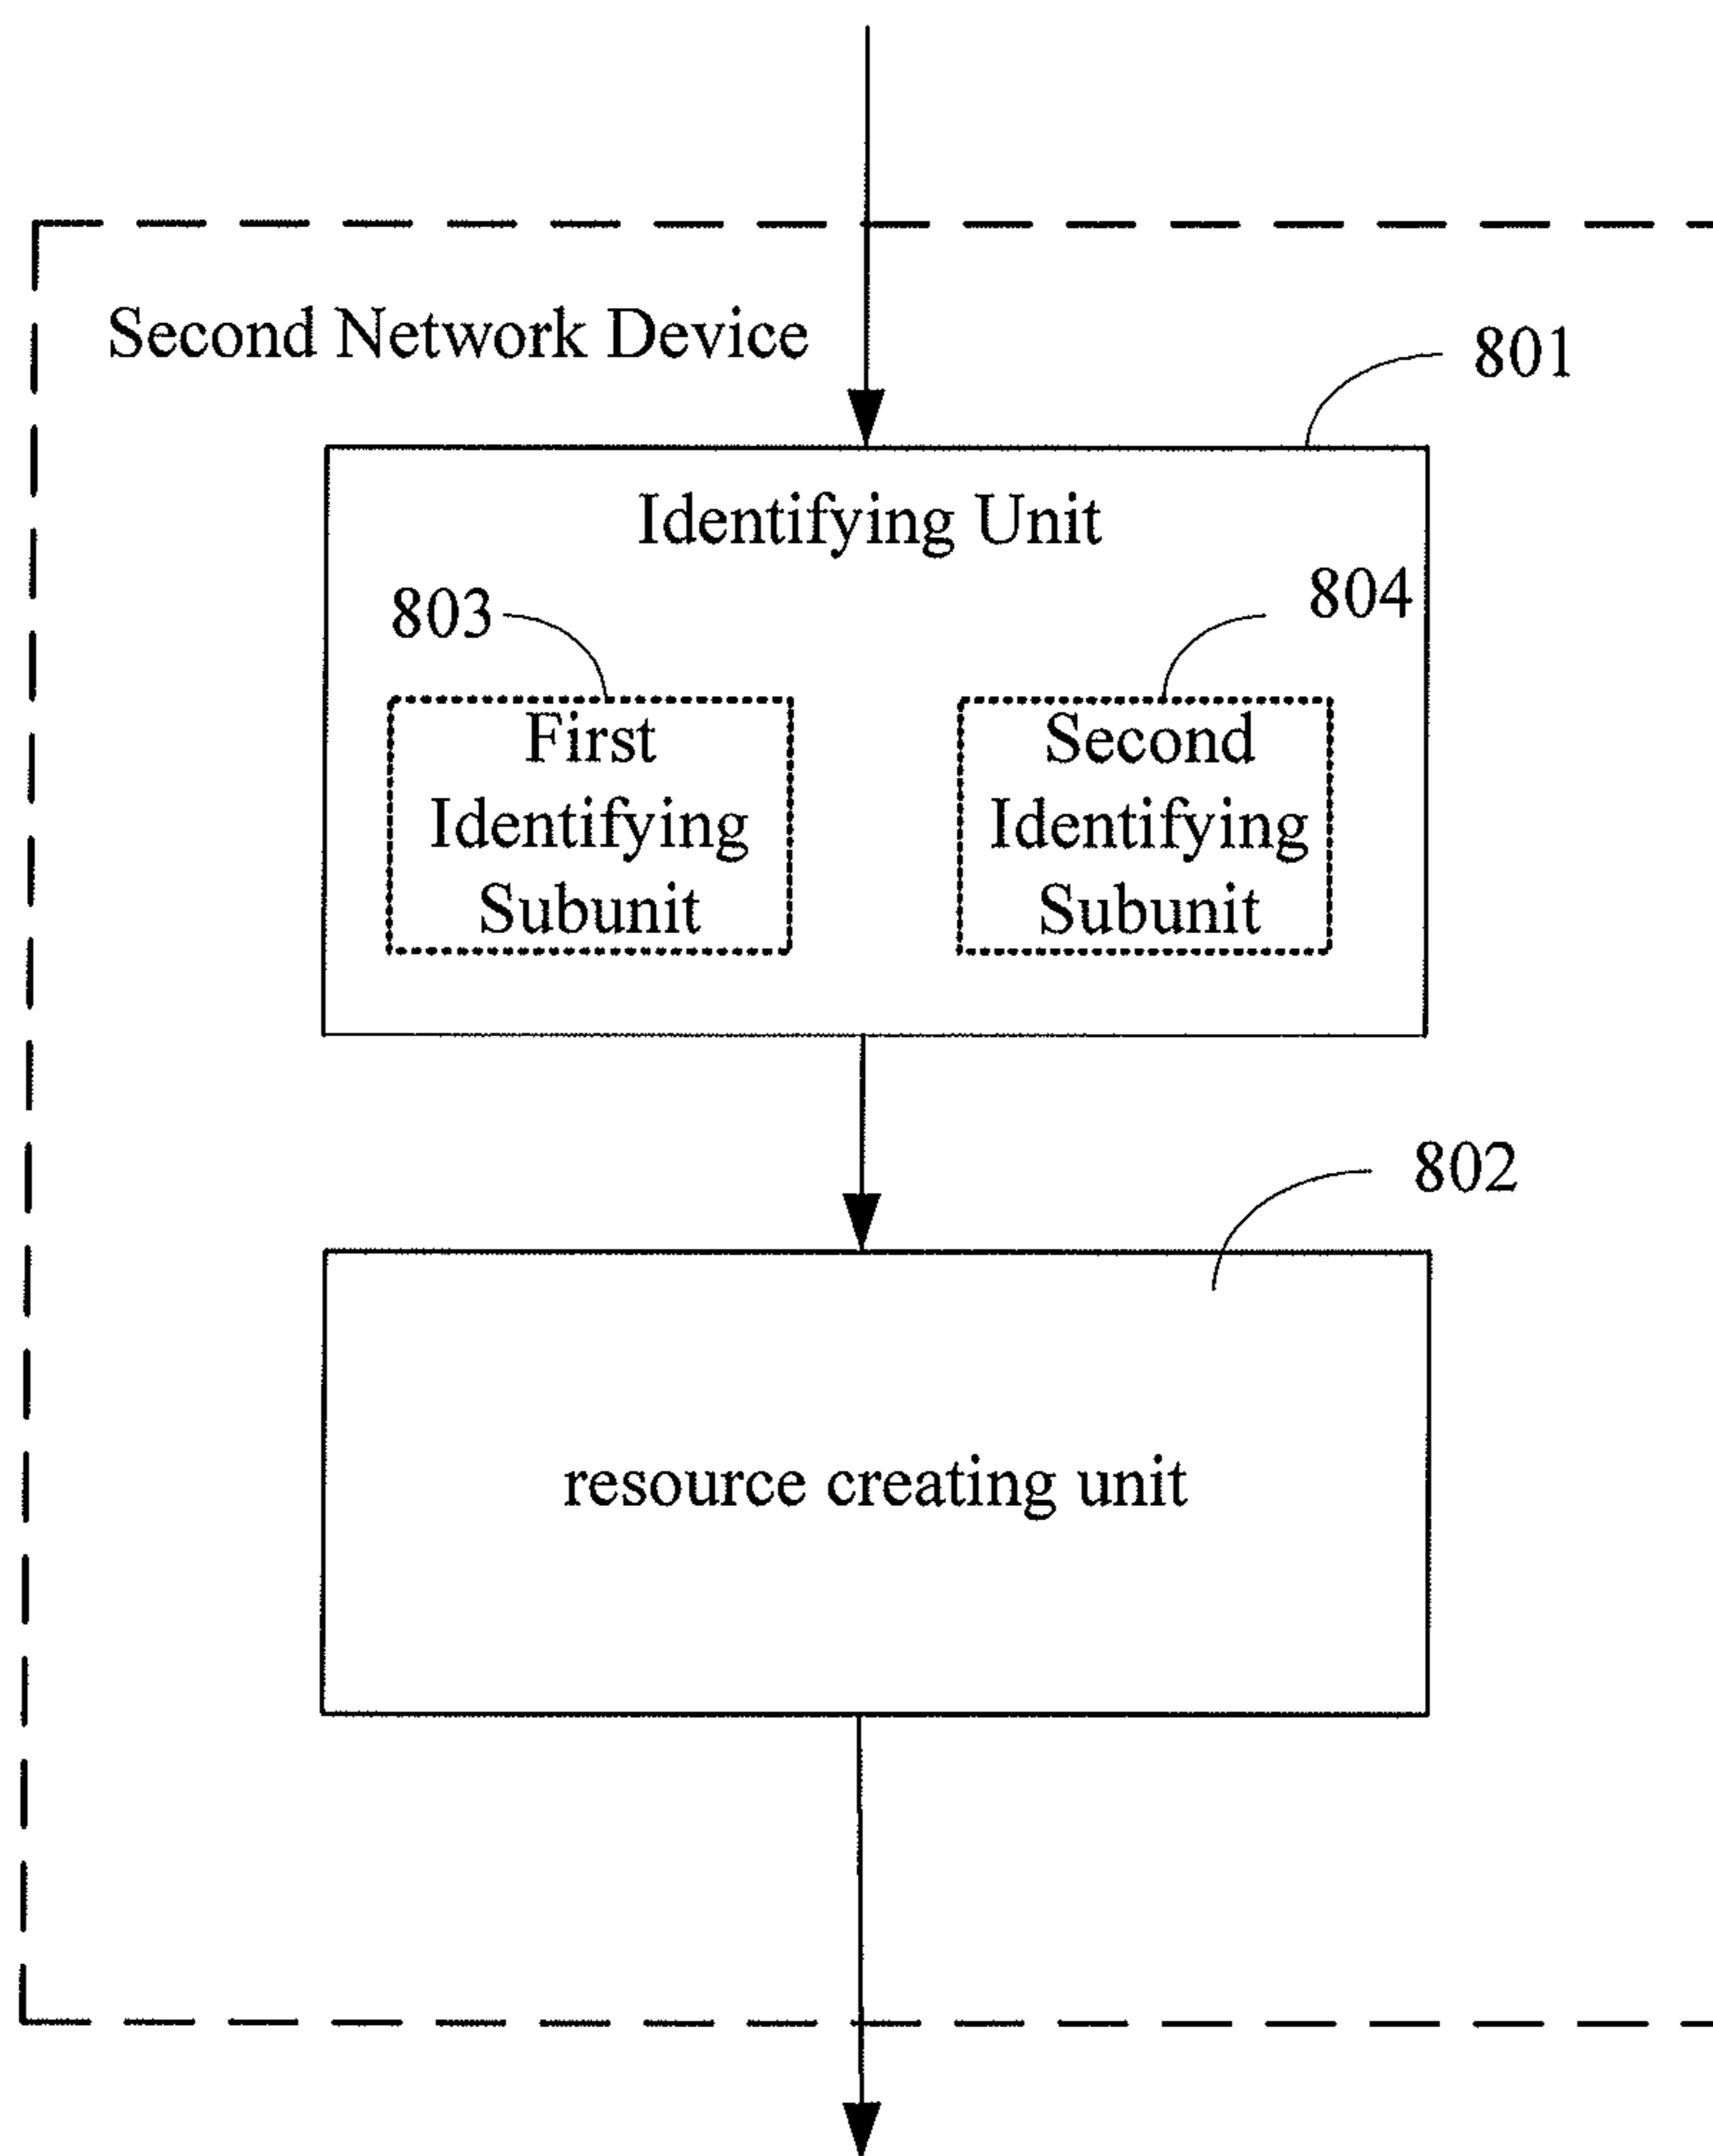 Second Network Device
801
Identifying Unit
803
804
First
Identifying
Subunit
Second
Identifying
Subunit
802
resource creating unit